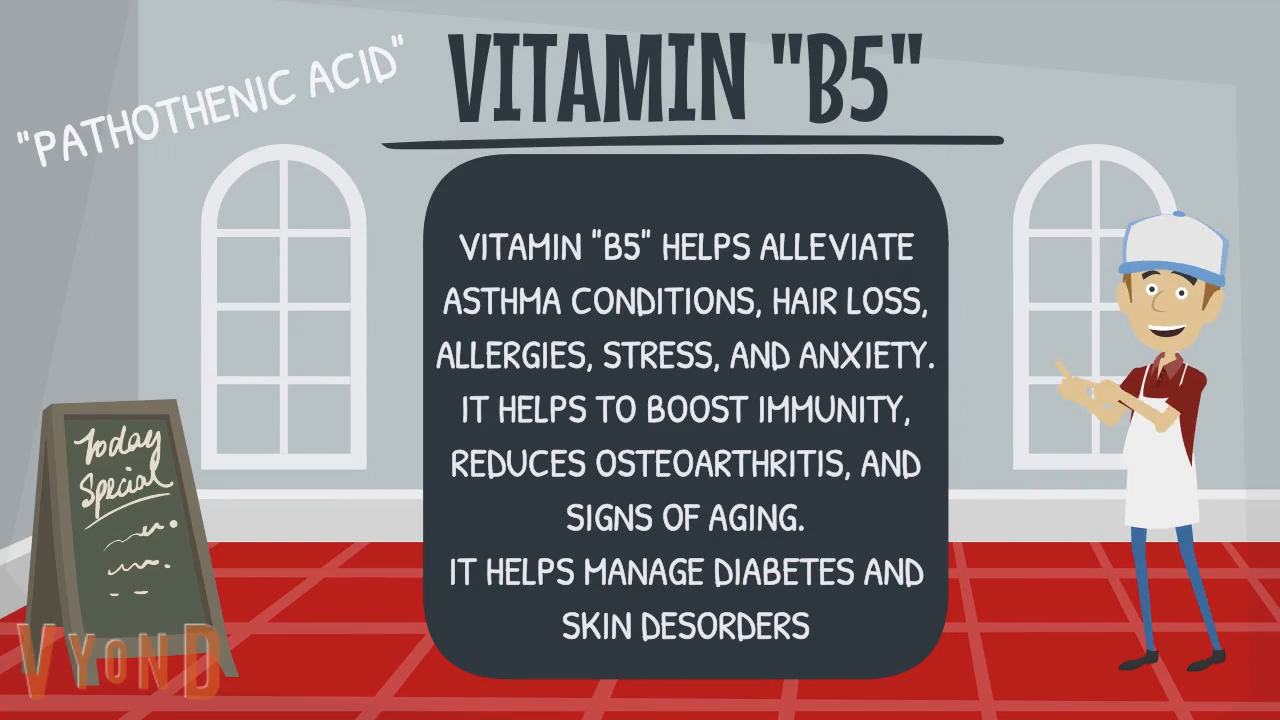 "PATHOTHENIC ACID"
VITAMIN "B5"
VITAMIN "B5" HELPS ALLEVIATE
ASTHMA CONDITIONS, HAIR LOSS,
ALLERGIES, STRESS, AND ANXIETY.
IT HELPS TO BOOST IMMUNITY,
REDUCES OSTEOARTHRITIS, AND
SIGNS OF AGING.
IT HELPS MANAGE DIABETES AND
SKIN DESORDERS
Today
Special
VYOND